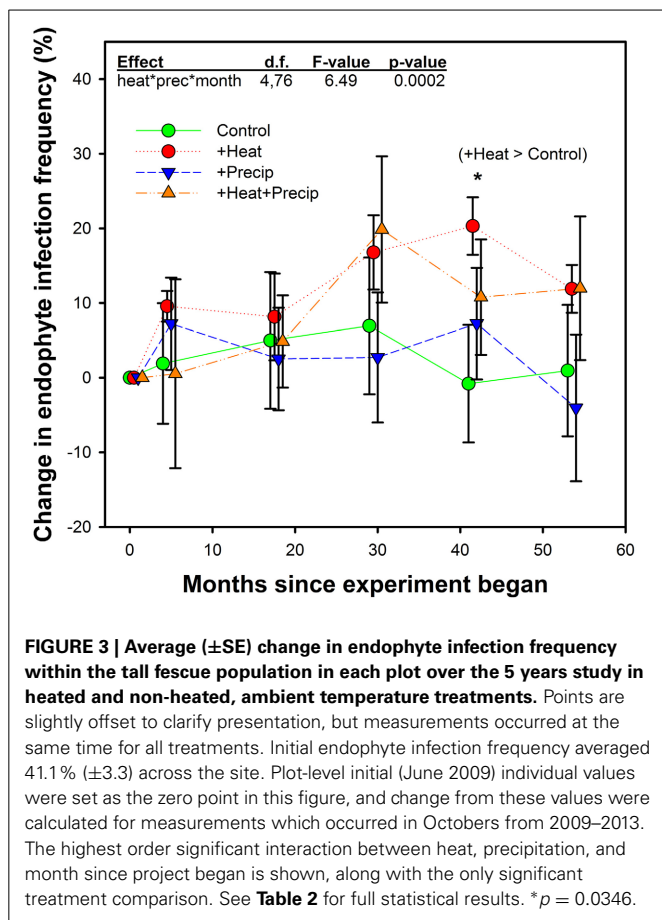 Effect d.f. F-value p-value
heat*prec*month 4,76 6.49 0.0002
Control
+Heat
+Precip
+Heat+Precip
(+Heat > Control)
*
Change in endophyte infection frequency (%)
40
30
20
10
0
-10
-20
0 10 20 30 40 50 60
Months since experiment began
FIGURE 3 | Average (±SE) change in endophyte infection frequency
within the tall fescue population in each plot over the 5 years study in
heated and non-heated, ambient temperature treatments. Points are
slightly offset to clarify presentation, but measurements occurred at the
same time for all treatments. Initial endophyte infection frequency averaged
41.1% (±3.3) across the site. Plot-level initial (June 2009) individual values
were set as the zero point in this figure, and change from these values were
calculated for measurements which occurred in Octobers from 2009–2013.
The highest order significant interaction between heat, precipitation, and
month since project began is shown, along with the only significant
treatment comparison. See Table 2 for full statistical results. *p = 0.0346.